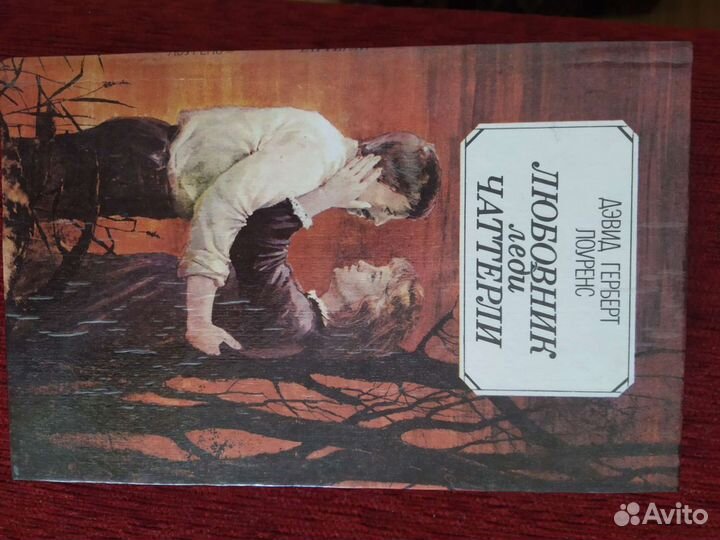 ДЭВИД ГЕРБЕРТ
ЛОУРЕНС
ЛЮБОВНИК
леди
ЧАТТЕРЛИ
Avito